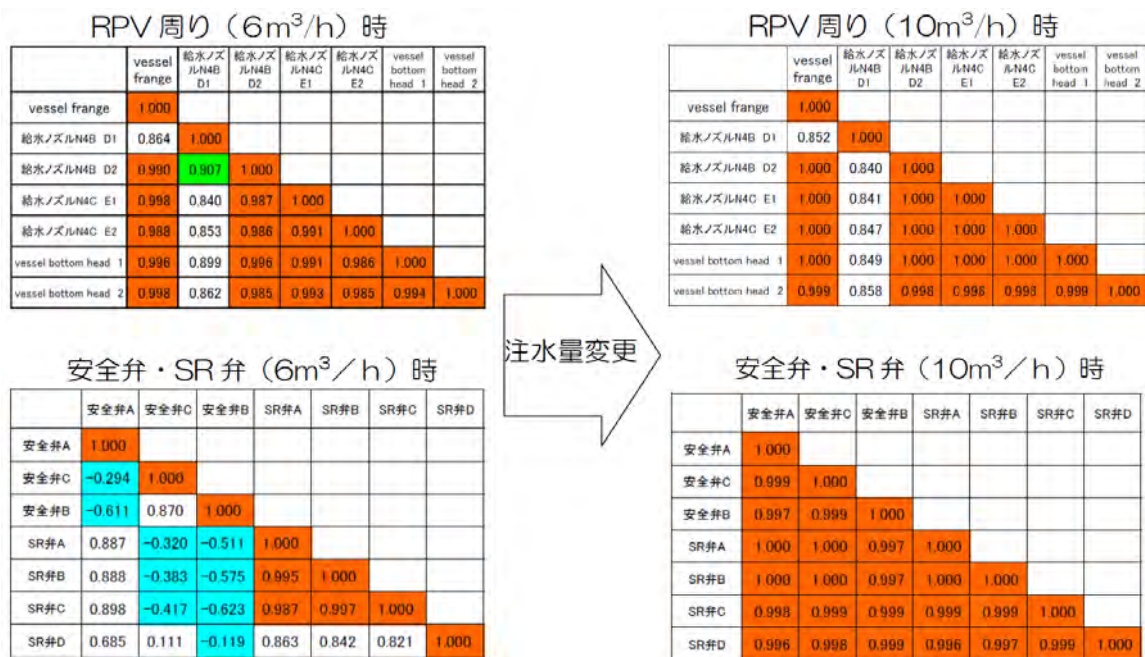 RPV 周り（6m³/h）時
vessel frange 給水ノズルN4B D1 給水ノズルN4B D2 給水ノズルN4C E1 給水ノズルN4C E2 vessel bottom head 1 vessel bottom head 2
vessel frange 1.000
給水ノズルN4B D1 0.864 1.000
給水ノズルN4B D2 0.990 0.907 1.000
給水ノズルN4C E1 0.998 0.840 0.987 1.000
給水ノズルN4C E2 0.988 0.853 0.986 0.991 1.000
vessel bottom head 1 0.996 0.899 0.996 0.991 0.986 1.000
vessel bottom head 2 0.998 0.862 0.985 0.993 0.985 0.994 1.000
RPV 周り（10m³/h）時
vessel frange 給水ノズルN4B D1 給水ノズルN4B D2 給水ノズルN4C E1 給水ノズルN4C E2 vessel bottom head 1 vessel bottom head 2
vessel frange 1.000
給水ノズルN4B D1 0.852 1.000
給水ノズルN4B D2 1.000 0.840 1.000
給水ノズルN4C E1 1.000 0.841 1.000 1.000
給水ノズルN4C E2 1.000 0.847 1.000 1.000 1.000
vessel bottom head 1 1.000 0.849 1.000 1.000 1.000 1.000
vessel bottom head 2 0.999 0.858 0.998 0.998 0.998 0.999 1.000
注水量変更
安全弁・SR 弁（6m³／h）時
安全弁A 安全弁C 安全弁B SR弁A SR弁B SR弁C SR弁D
安全弁A 1.000
安全弁C -0.294 1.000
安全弁B -0.611 0.870 1.000
SR弁A 0.887 -0.320 -0.511 1.000
SR弁B 0.888 -0.383 -0.575 0.995 1.000
SR弁C 0.898 -0.417 -0.623 0.987 0.997 1.000
SR弁D 0.685 0.111 -0.119 0.863 0.842 0.821 1.000
安全弁・SR 弁（10m³／h）時
安全弁A 安全弁C 安全弁B SR弁A SR弁B SR弁C SR弁D
安全弁A 1.000
安全弁C 0.999 1.000
安全弁B 0.997 0.999 1.000
SR弁A 1.000 1.000 0.997 1.000
SR弁B 1.000 1.000 0.997 1.000 1.000
SR弁C 0.998 0.999 0.999 0.999 0.999 1.000
SR弁D 0.996 0.998 0.999 0.996 0.997 0.999 1.000